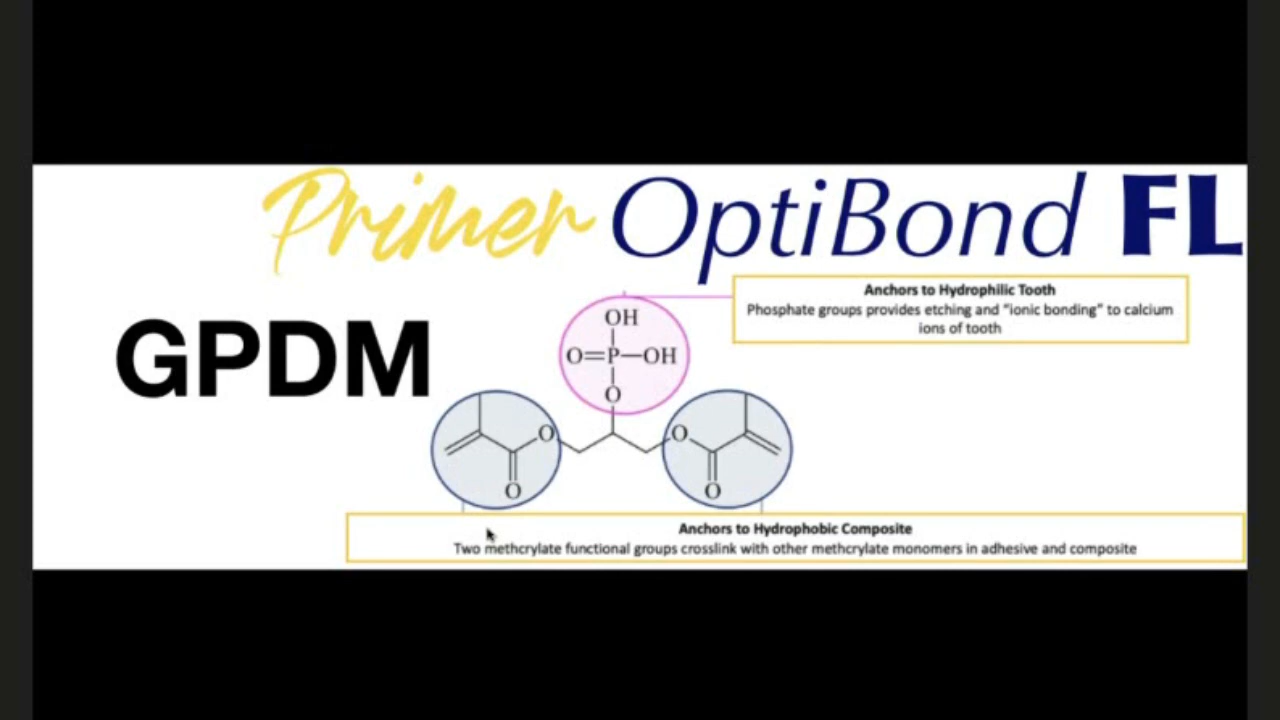 Primer OptiBond FL
GPDM
Anchors to Hydrophilic Tooth
Phosphate groups provides etching and “ionic bonding” to calcium
ions of tooth
OH
O=P—OH
O
O O
O O
Anchors to Hydrophobic Composite
Two methcrylate functional groups crosslink with other methcrylate monomers in adhesive and composite